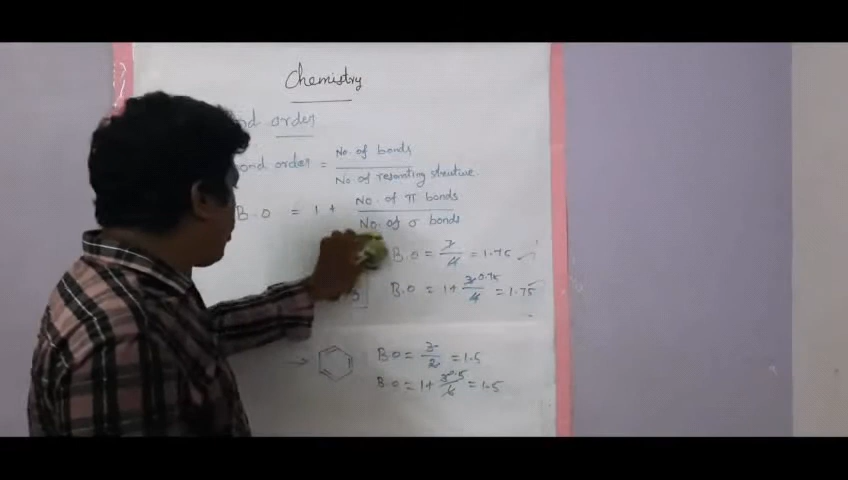 Chemistry
order
order = No. of bonds / No of resonating structure
B.O = 1 + No. of π bonds / No. of σ bonds
B.O = 7/4 = 1.75
B.O = 1 + 3/4 0.75 = 1.75
B.O = 3/2 = 1.5
B.O = 1 + 3/6 0.5 = 1.5